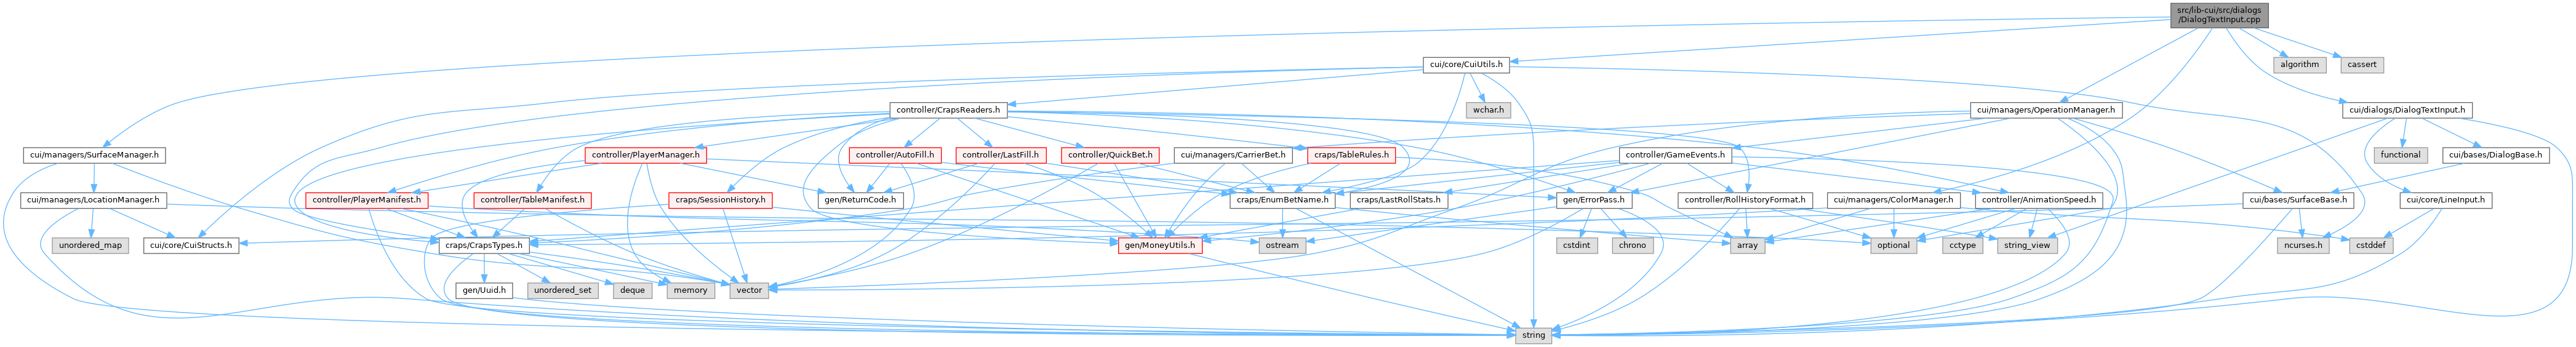 src/lib-cui/src/dialogs
/DialogTextInput.cpp
cui/core/CuiUtils.h
algorithm
cassert
controller/CrapsReaders.h
wchar.h
cui/managers/OperationManager.h
cui/dialogs/DialogTextInput.h
cui/managers/SurfaceManager.h
controller/PlayerManager.h
controller/AutoFill.h
controller/LastFill.h
controller/QuickBet.h
cui/managers/CarrierBet.h
craps/TableRules.h
controller/GameEvents.h
functional
cui/bases/DialogBase.h
cui/managers/LocationManager.h
controller/PlayerManifest.h
controller/TableManifest.h
craps/SessionHistory.h
gen/ReturnCode.h
craps/EnumBetName.h
craps/LastRollStats.h
gen/ErrorPass.h
controller/RollHistoryFormat.h
cui/managers/ColorManager.h
controller/AnimationSpeed.h
cui/bases/SurfaceBase.h
cui/core/LineInput.h
unordered_map
cui/core/CuiStructs.h
craps/CrapsTypes.h
gen/MoneyUtils.h
ostream
cstdint
chrono
array
optional
cctype
string_view
ncurses.h
cstddef
gen/Uuid.h
unordered_set
deque
memory
vector
string